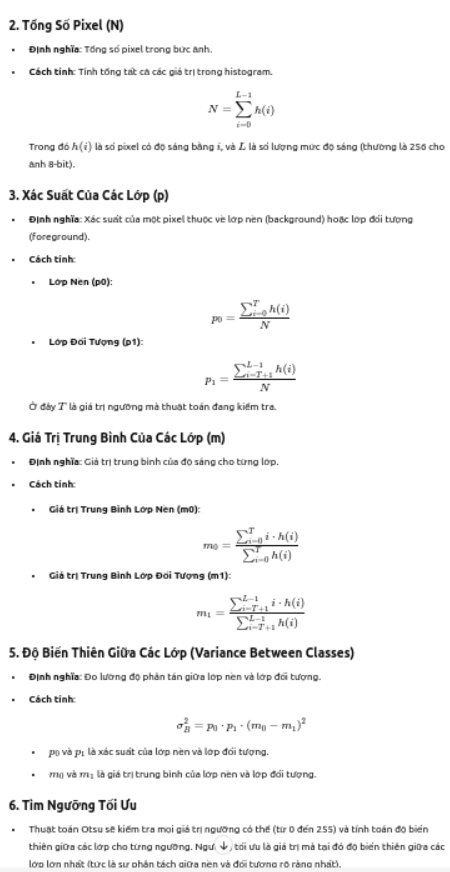 2. Tổng Số Pixel (N)
• Định nghĩa: Tổng số pixel trong bức ảnh.
• Cách tính: Tính tổng tất cả các giá trị trong histogram.
N = \sum_{i=0}^{L-1} h(i)
Trong đó h(i) là số pixel có độ sáng bằng i, và L là số lượng mức độ sáng (thường là 256 cho
ảnh 8-bit).
3. Xác Suất Của Các Lớp (p)
• Định nghĩa: Xác suất của một pixel thuộc về lớp nền (background) hoặc lớp đối tượng
(foreground).
• Cách tính:
• Lớp Nền (p0):
p_0 = \frac{\sum_{i=0}^{T} h(i)}{N}
• Lớp Đối Tượng (p1):
p_1 = \frac{\sum_{i=T+1}^{L-1} h(i)}{N}
Ở đây T là giá trị ngưỡng mà thuật toán đang kiểm tra.
4. Giá Trị Trung Bình Của Các Lớp (m)
• Định nghĩa: Giá trị trung bình của độ sáng cho từng lớp.
• Cách tính:
• Giá trị Trung Bình Lớp Nền (m0):
m_0 = \frac{\sum_{i=0}^{T} i \cdot h(i)}{\sum_{i=0}^{T} h(i)}
• Giá trị Trung Bình Lớp Đối Tượng (m1):
m_1 = \frac{\sum_{i=T+1}^{L-1} i \cdot h(i)}{\sum_{i=T+1}^{L-1} h(i)}
5. Độ Biến Thiên Giữa Các Lớp (Variance Between Classes)
• Định nghĩa: Đo lường độ phân tán giữa lớp nền và lớp đối tượng.
• Cách tính:
\sigma_B^2 = p_0 \cdot p_1 \cdot (m_0 - m_1)^2
• p_0 và p_1 là xác suất của lớp nền và lớp đối tượng.
• m_0 và m_1 là giá trị trung bình của lớp nền và lớp đối tượng.
6. Tìm Ngưỡng Tối Ưu
• Thuật toán Otsu sẽ kiểm tra mọi giá trị ngưỡng có thể (từ 0 đến 255) và tính toán độ biến
thiên giữa các lớp cho từng ngưỡng. tối ưu là giá trị mà tại đó độ biến thiên giữa các
lớp lớn nhất (tức là sự phân tách giữa nền và đối tượng rõ ràng nhất).